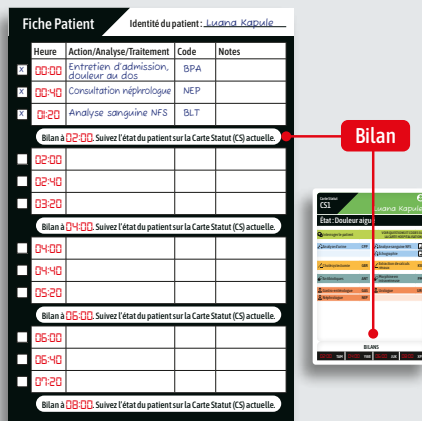 Fiche Patient
Identité du patient : Luana Kapule
Heure Action/Analyse/Traitement Code Notes
x 00:00 Entretien d'admission, douleur au dos BPA
x 00:40 Consultation néphrologue NEP
x 01:20 Analyse sanguine NFS BLT
Bilan à 02:00. Suivez l'état du patient sur la Carte Statut (CS) actuelle.
02:00
02:40
03:20
Bilan à 04:00. Suivez l'état du patient sur la Carte Statut (CS) actuelle.
04:00
04:40
05:20
Bilan à 06:00. Suivez l'état du patient sur la Carte Statut (CS) actuelle.
06:00
06:40
07:20
Bilan à 08:00. Suivez l'état du patient sur la Carte Statut (CS) actuelle.
Bilan
Carte Statut
CS1
Luana Kapule
État : Douleur aiguë
BILANS